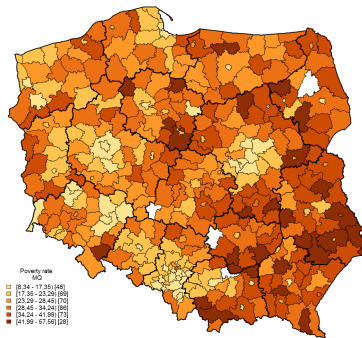 Poverty rate
MQ
[8,34 - 17,35) [48]
[17,35 - 23,29) [69]
[23,29 - 28,45) [70]
[28,45 - 34,24) [86]
[34,24 - 41,99) [73]
[41,99 - 57,56] [28]